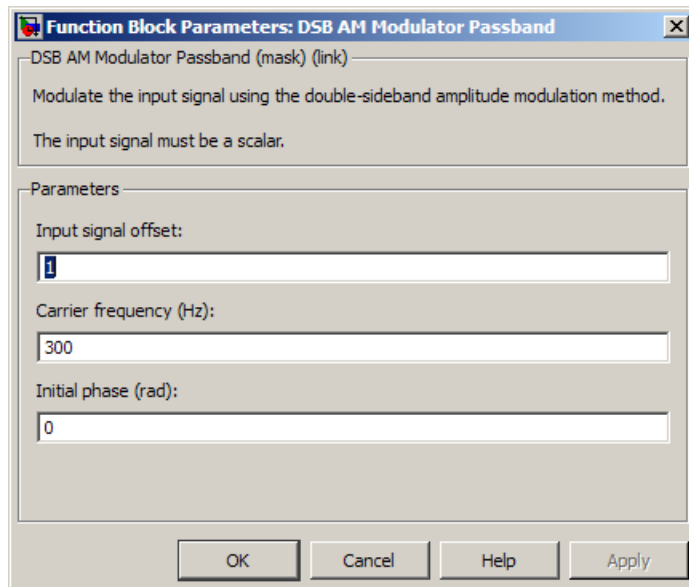 Function Block Parameters: DSB AM Modulator Passband
DSB AM Modulator Passband (mask) (link)
Modulate the input signal using the double-sideband amplitude modulation method.
The input signal must be a scalar.
Parameters
Input signal offset:
1
Carrier frequency (Hz):
300
Initial phase (rad):
0
OK Cancel Help Apply